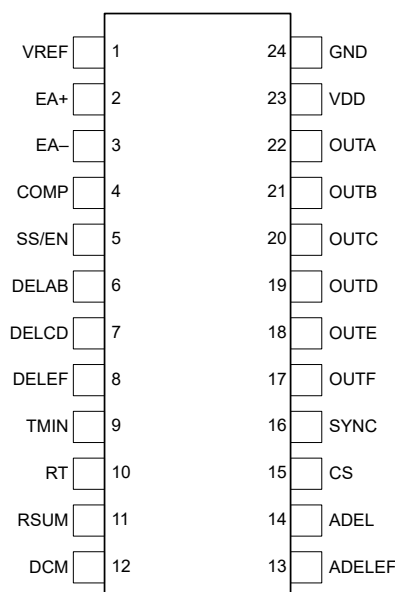 VREF 1 24 GND
EA+ 2 23 VDD
EA– 3 22 OUTA
COMP 4 21 OUTB
SS/EN 5 20 OUTC
DELAB 6 19 OUTD
DELCD 7 18 OUTE
DELEF 8 17 OUTF
TMIN 9 16 SYNC
RT 10 15 CS
RSUM 11 14 ADEL
DCM 12 13 ADELEF